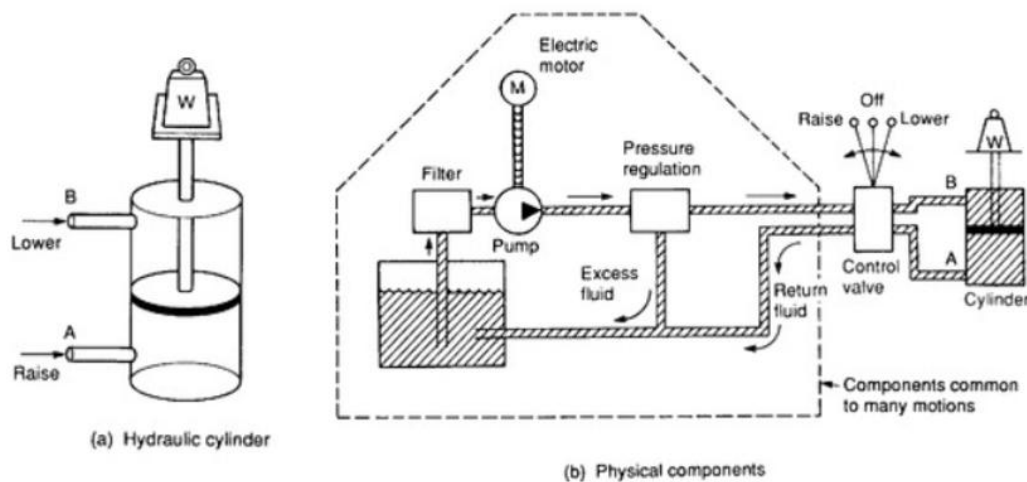 W
B
Lower
A
Raise
(a) Hydraulic cylinder
Electric
motor
M
Filter
Pump
Pressure
regulation
Excess
fluid
Return
fluid
Off
Raise
Lower
W
B
A
Control
valve
Cylinder
Components common
to many motions
(b) Physical components